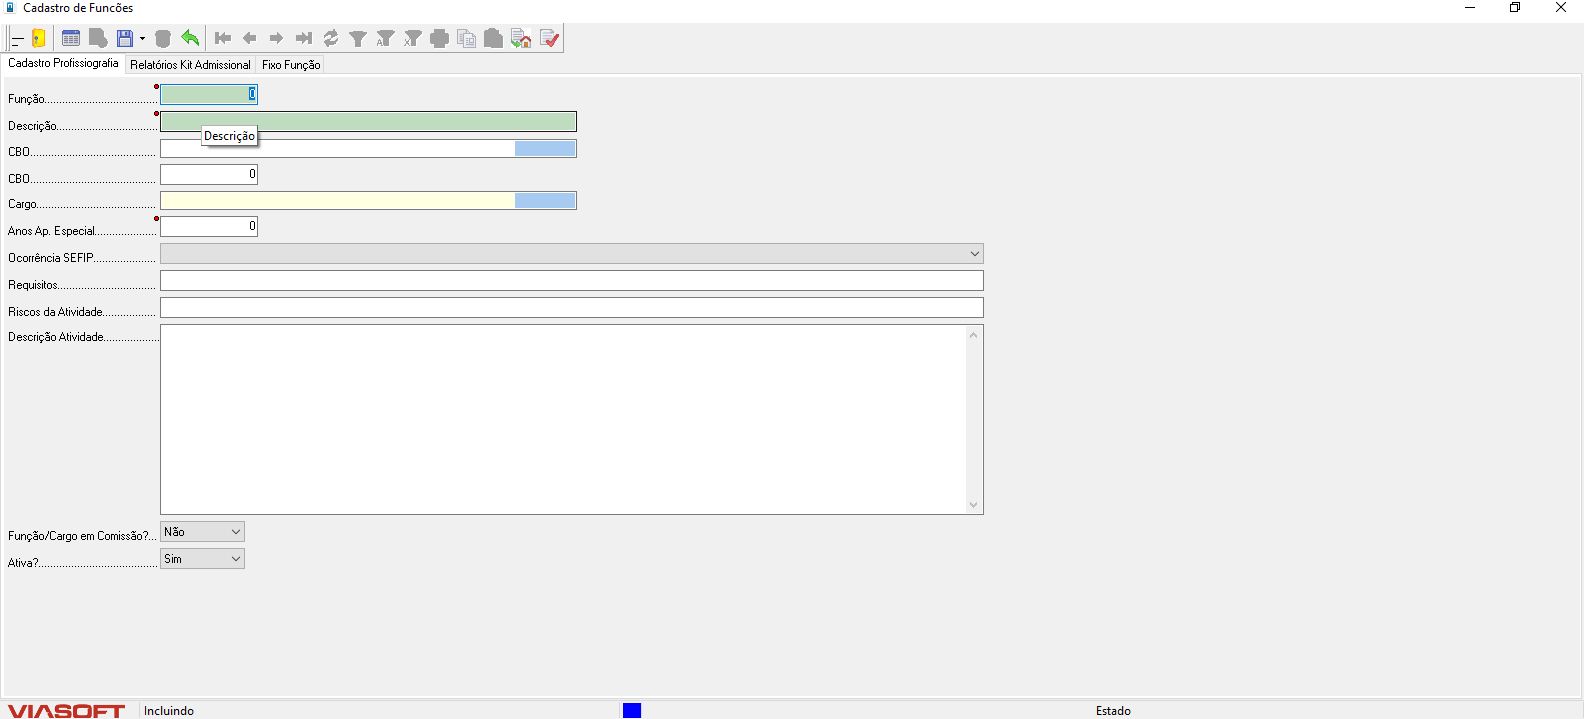 Cadastro de Funcões
Cadastro Profissiografia Relatórios Kit Admissional Fixo Função
Função...................................... 0
Descrição..................................
Descrição
CBO...........................................
CBO........................................... 0
Cargo........................................
Anos Ap. Especial..................... 0
Ocorrência SEFIP.....................
Requisitos.................................
Riscos da Atividade..................
Descrição Atividade...................
Função/Cargo em Comissão?... Não
Ativa?........................................ Sim
VIASOFT Incluindo Estado